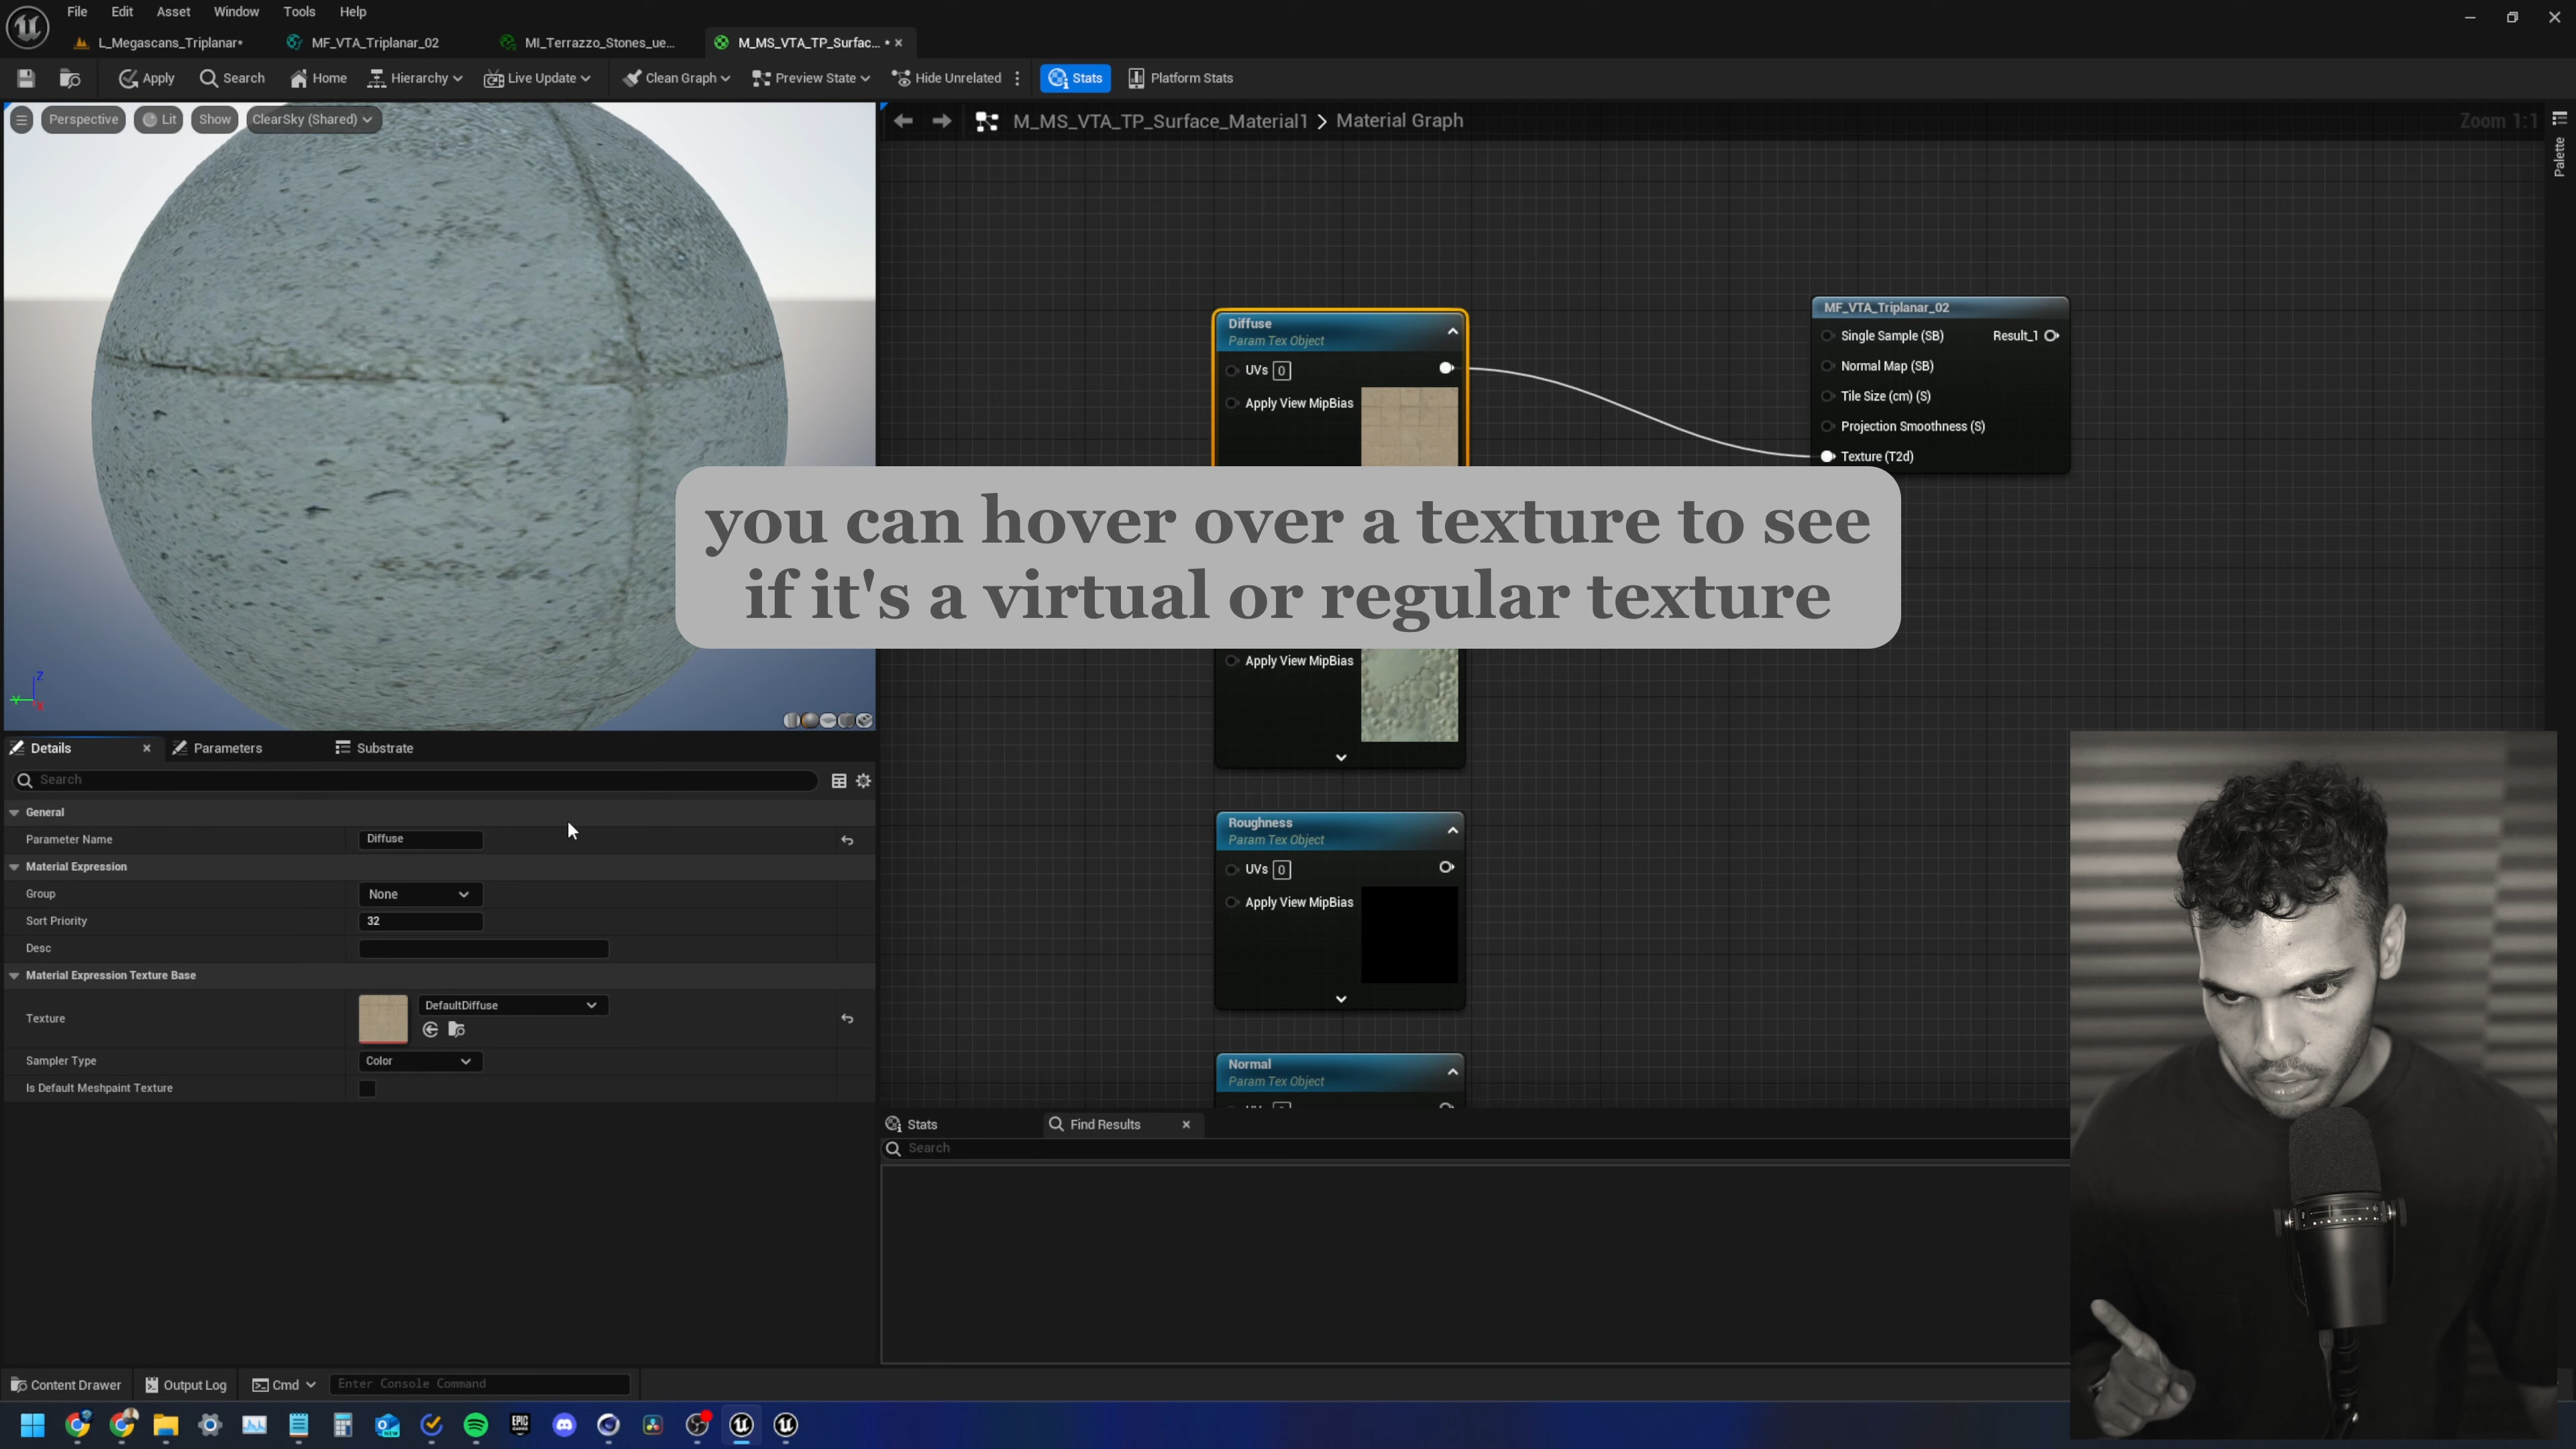 File Edit Asset Window Tools Help
L_Megascans_Triplanar*
MF_VTA_Triplanar_02
MI_Terrazzo_Stones_ue...
M_MS_VTA_TP_Surfac... *
Apply
Search
Home
Hierarchy
Live Update
Clean Graph
Preview State
Hide Unrelated
Stats
Platform Stats
Perspective
Lit
Show
ClearSky (Shared)
M_MS_VTA_TP_Surface_Material1 > Material Graph
Zoom 1:1
Palette
Diffuse
Param Tex Object
UVs 0
Apply View MipBias
MF_VTA_Triplanar_02
Single Sample (SB) Result_1
Normal Map (SB)
Tile Size (cm) (S)
Projection Smoothness (S)
Texture (T2d)
you can hover over a texture to see
if it's a virtual or regular texture
Apply View MipBias
Z
Y
X
Roughness
Param Tex Object
UVs 0
Apply View MipBias
Normal
Param Tex Object
Details
Parameters
Substrate
Search
General
Parameter Name Diffuse
Material Expression
Group None
Sort Priority 32
Desc
Material Expression Texture Base
Texture DefaultDiffuse
Sampler Type Color
Is Default Meshpaint Texture
Stats
Find Results
Search
Content Drawer
Output Log
Cmd
Enter Console Command
EPIC
GAMES
NEW